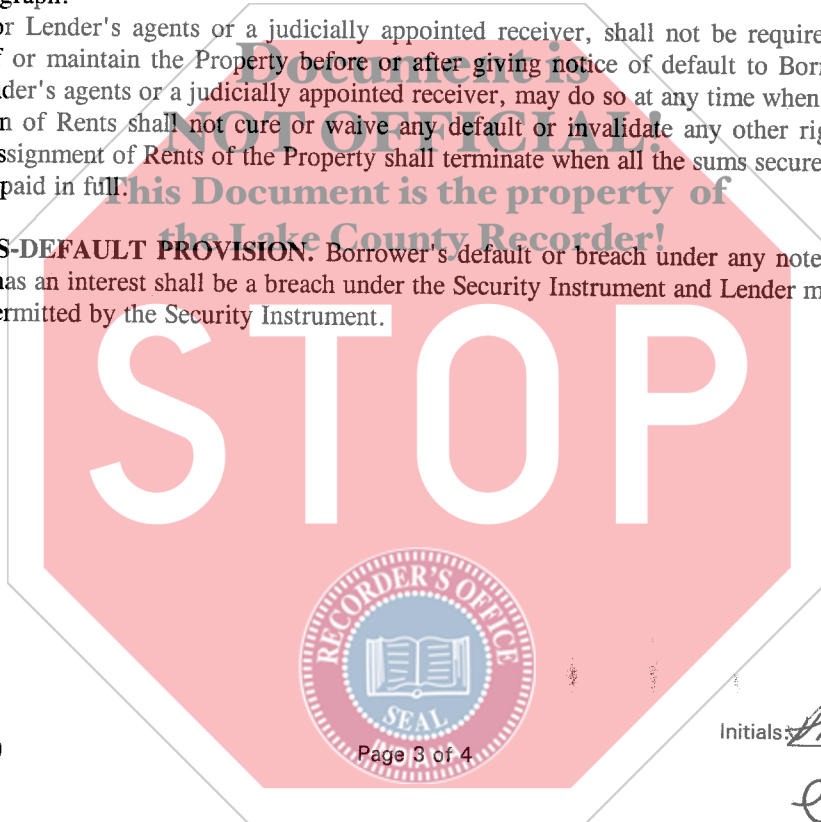 graph.
or Lender's agents or a judicially appointed receiver, shall not be require
f or maintain the Property before or after giving notice of default to Bor
der's agents or a judicially appointed receiver, may do so at any time when
n of Rents shall not cure or waive any default or invalidate any other rig
ssignment of Rents of the Property shall terminate when all the sums secure
paid in full.
S-DEFAULT PROVISION. Borrower's default or breach under any note
has an interest shall be a breach under the Security Instrument and Lender m
ermitted by the Security Instrument.
Document is
NOT OFFICIAL!
This Document is the property of
the Lake County Recorder!
STOP
RECORDER'S OFFICE
SEAL
INDIANA
Page 3 of 4
Initials: